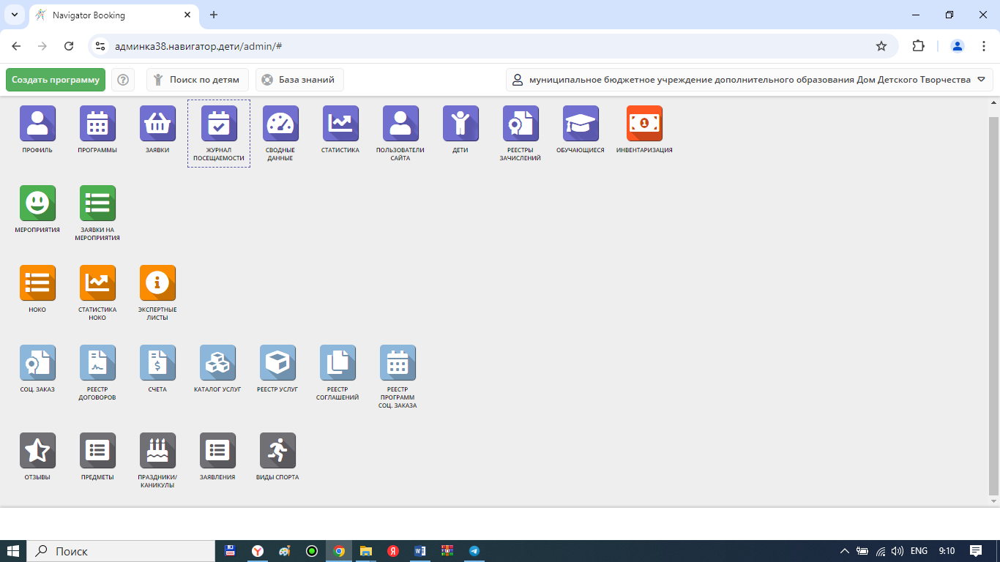 Navigator Booking
админка38.навигатор.дети/admin/#
Создать программу
Поиск по детям
База знаний
муниципальное бюджетное учреждение дополнительного образования Дом Детского Творчества
ПРОФИЛЬ
ПРОГРАММЫ
ЗАЯВКИ
ЖУРНАЛ
ПОСЕЩАЕМОСТИ
СВОДНЫЕ
ДАННЫЕ
СТАТИСТИКА
ПОЛЬЗОВАТЕЛИ
САЙТА
ДЕТИ
РЕЕСТРЫ
ЗАЧИСЛЕНИЙ
ОБУЧАЮЩИЕСЯ
ИНВЕНТАРИЗАЦИЯ
МЕРОПРИЯТИЯ
ЗАЯВКИ НА
МЕРОПРИЯТИЯ
НОКО
СТАТИСТИКА
НОКО
ЭКСПЕРТНЫЕ
ЛИСТЫ
СОЦ. ЗАКАЗ
РЕЕСТР
ДОГОВОРОВ
СЧЕТА
КАТАЛОГ УСЛУГ
РЕЕСТР УСЛУГ
РЕЕСТР
СОГЛАШЕНИЙ
РЕЕСТР
ПРОГРАММ
СОЦ. ЗАКАЗА
ОТЗЫВЫ
ПРЕДМЕТЫ
ПРАЗДНИКИ/
КАНИКУЛЫ
ЗАЯВЛЕНИЯ
ВИДЫ СПОРТА
Поиск
ENG
9:10